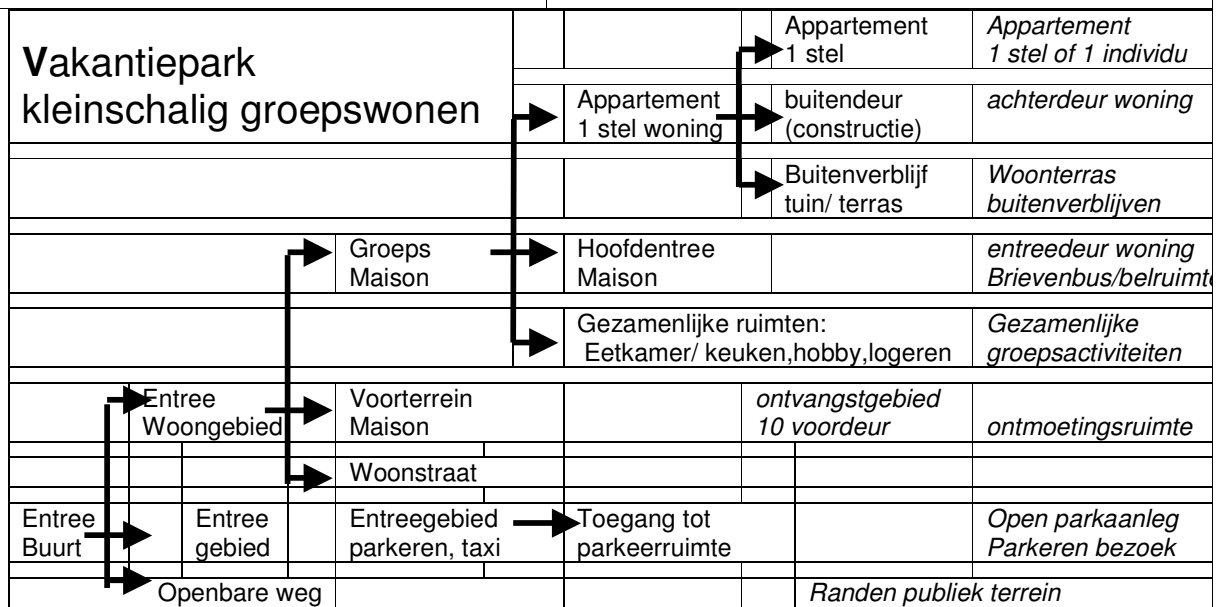 Vakantiepark
kleinschalig groepswonen
Appartement
1 stel
Appartement
1 stel of 1 individu
Appartement
1 stel woning
buitendeur
(constructie)
achterdeur woning
Buitenverblijf
tuin/ terras
Woonterras
buitenverblijven
Groeps
Maison
Hoofdentree
Maison
entreedeur woning
Brievenbus/belruimte
Gezamenlijke ruimten:
Eetkamer/ keuken,hobby,logeren
Gezamenlijke
groepsactiviteiten
Entree
Woongebied
Voorterrein
Maison
ontvangstgebied
10 voordeur
ontmoetingsruimte
Woonstraat
Entree
Buurt
Entree
gebied
Entreegebied
parkeren, taxi
Toegang tot
parkeerruimte
Open parkaanleg
Parkeren bezoek
Openbare weg
Randen publiek terrein